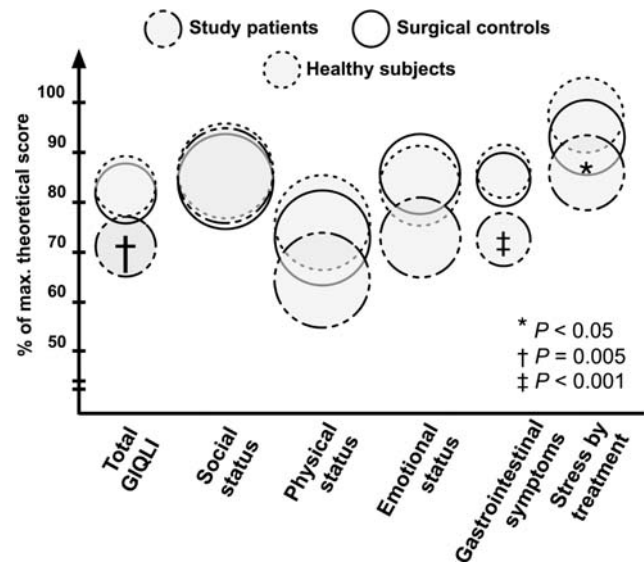 Study patients
Surgical controls
Healthy subjects
% of max. theoretical score
100
90
80
70
60
50
†
‡
*
* P < 0.05
† P = 0.005
‡ P < 0.001
Total
GIQLI
Social
status
Physical
status
Emotional
status
Gastrointestinal
symptoms
Stress by
treatment